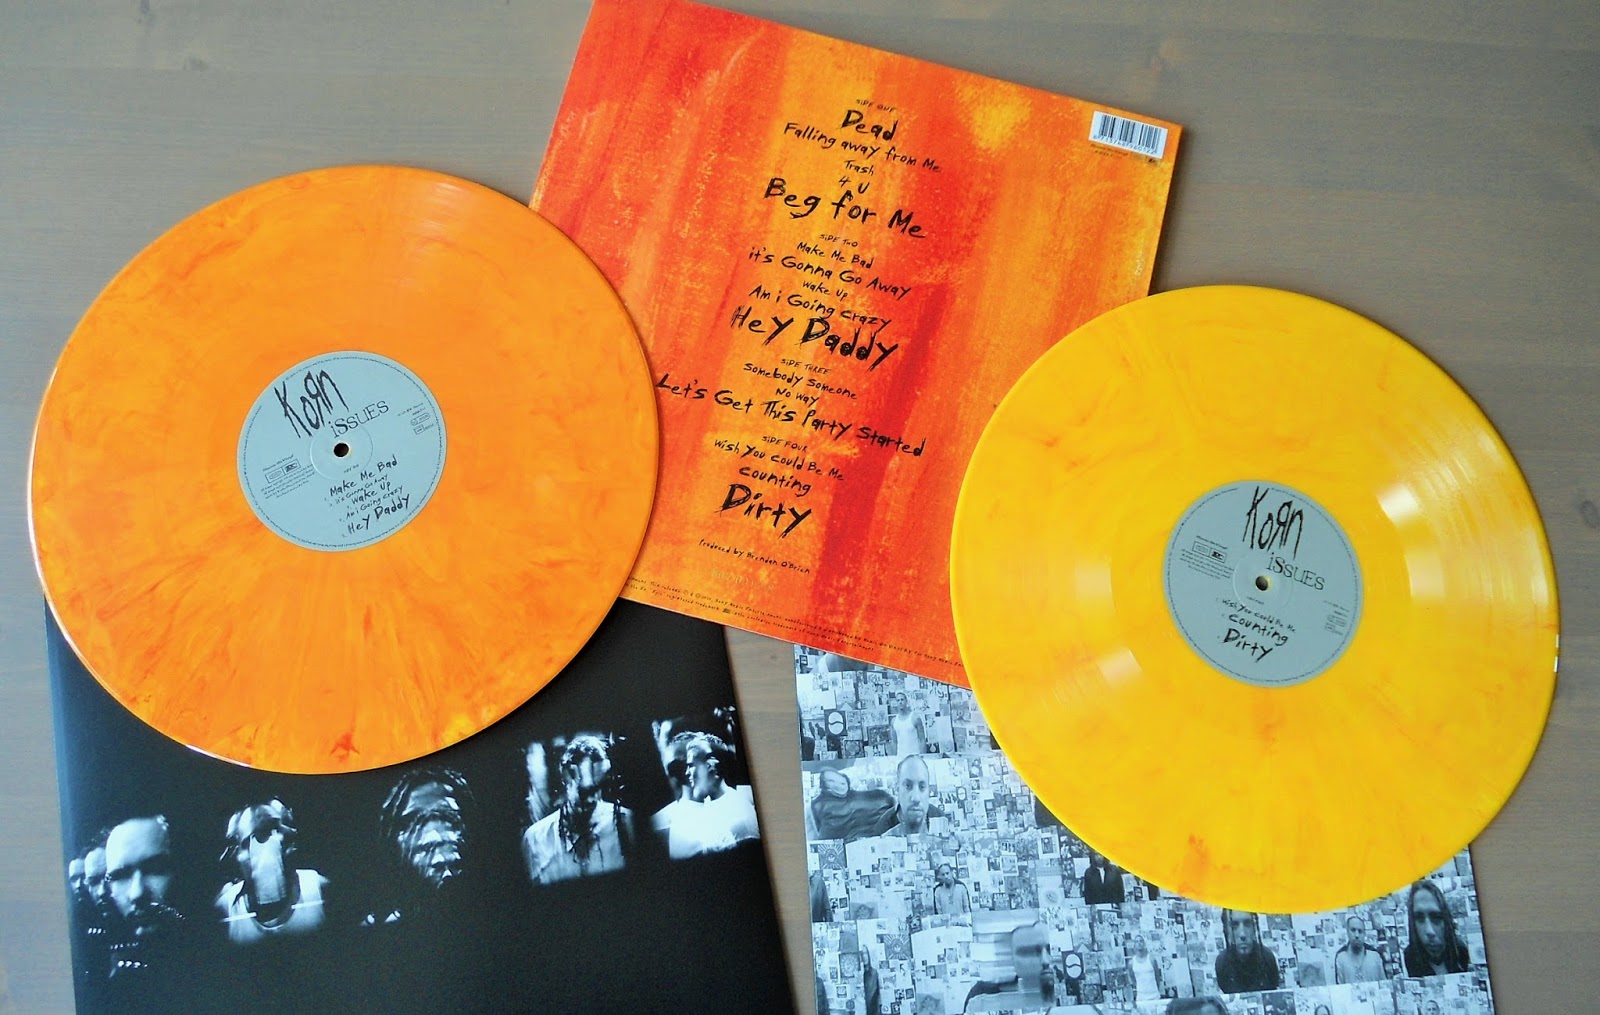 SiDE ONE
Dead
Falling away from Me
Trash
4 U
Beg for Me
SiDE TWO
Make Me Bad
it's Gonna Go Away
Wake Up
Am i Going crazy
Hey Daddy
SiDE THREE
Somebody Someone
No way
Let's Get This Party Started
SiDE FOUR
Wish You could Be Me
counting
Dirty
Produced by Brendan O'Brien
KoЯn
iSSUES
Make Me Bad
it's Gonna Go Away
Wake Up
Am i Going crazy
Hey Daddy
KoЯn
iSSUES
Wish You could Be Me
counting
Dirty